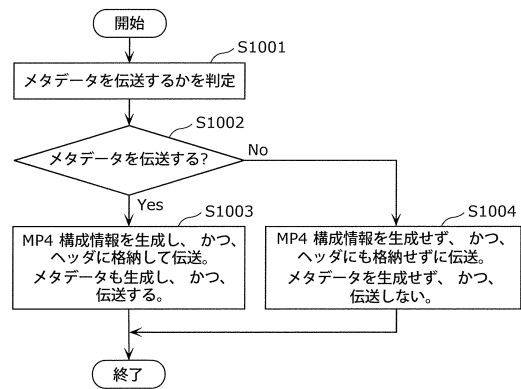 開始
S1001
メタデータを伝送するかを判定
S1002
メタデータを伝送する?
No
Yes
S1003
MP4 構成情報を生成し、 かつ、
ヘッダに格納して伝送。
メタデータも生成し、 かつ、
伝送する。
S1004
MP4 構成情報を生成せず、 かつ、
ヘッダにも格納せずに伝送。
メタデータを生成せず、 かつ、
伝送しない。
終了